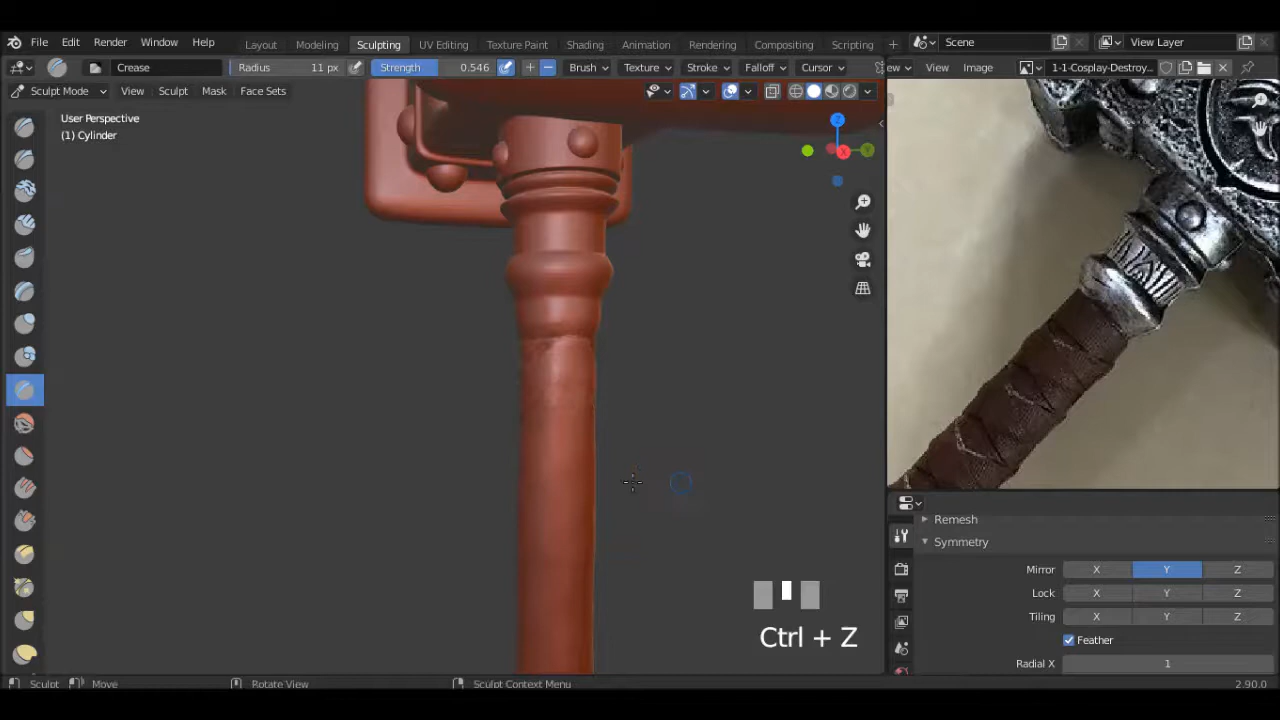 File Edit Render Window Help Layout Modeling Sculpting UV Editing Texture Paint Shading Animation Rendering Compositing Scripting + Scene View Layer
Crease Radius 11 px Strength 0.546 + − Brush Texture Stroke Falloff Cursor View Image 1-1-Cosplay-Destroy...
Sculpt Mode View Sculpt Mask Face Sets
User Perspective
(1) Cylinder
Z
X
Y
Remesh
Symmetry
Mirror X Y Z
Lock X Y Z
Tiling X Y Z
Feather
Radial X 1
Ctrl + Z
Sculpt Move Rotate View Sculpt Context Menu 2.90.0